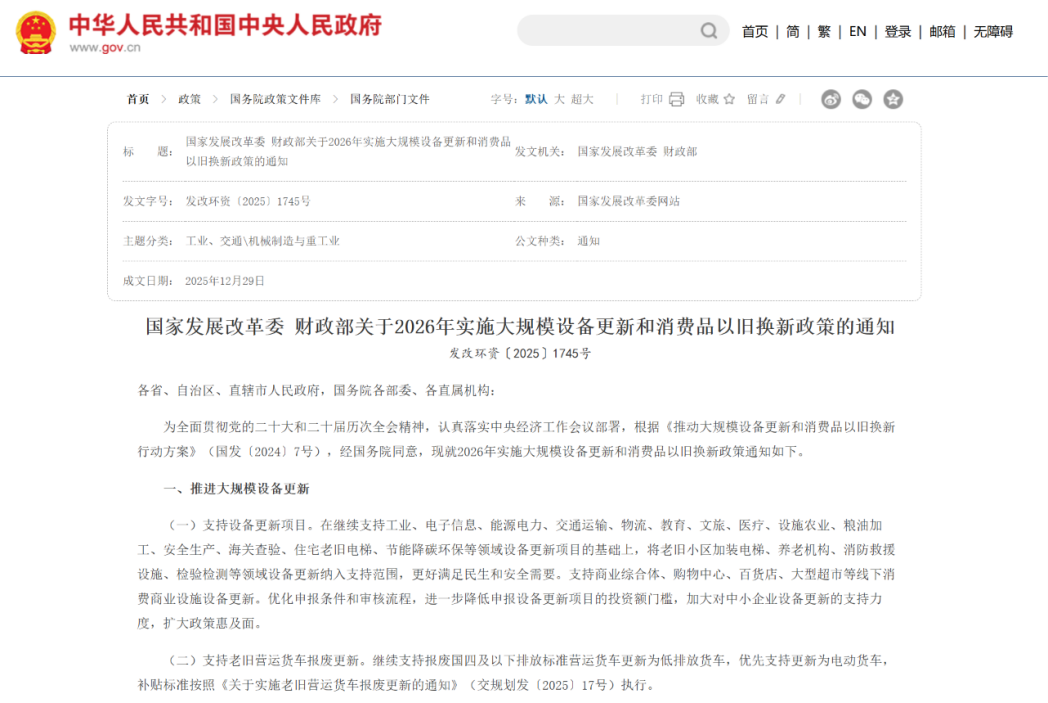 中华人民共和国中央人民政府
www.gov.cn
首页 | 简 | 繁 | EN | 登录 | 邮箱 | 无障碍
首页 > 政策 > 国务院政策文件库 > 国务院部门文件
字号：默认 大 超大 | 打印 收藏 留言 |
标 题： 国家发展改革委 财政部关于2026年实施大规模设备更新和消费品
以旧换新政策的通知
发文机关： 国家发展改革委 财政部
发文字号： 发改环资〔2025〕1745号
来 源： 国家发展改革委网站
主题分类： 工业、交通\机械制造与重工业
公文种类： 通知
成文日期： 2025年12月29日
国家发展改革委 财政部关于2026年实施大规模设备更新和消费品以旧换新政策的通知
发改环资〔2025〕1745号
各省、自治区、直辖市人民政府，国务院各部委、各直属机构：
为全面贯彻党的二十大和二十届历次全会精神，认真落实中央经济工作会议部署，根据《推动大规模设备更新和消费品以旧换新
行动方案》（国发〔2024〕7号），经国务院同意，现就2026年实施大规模设备更新和消费品以旧换新政策通知如下。
一、推进大规模设备更新
（一）支持设备更新项目。在继续支持工业、电子信息、能源电力、交通运输、物流、教育、文旅、医疗、设施农业、粮油加
工、安全生产、海关查验、住宅老旧电梯、节能降碳环保等领域设备更新项目的基础上，将老旧小区加装电梯、养老机构、消防救援
设施、检验检测等领域设备更新纳入支持范围，更好满足民生和安全需要。支持商业综合体、购物中心、百货店、大型超市等线下消
费商业设施设备更新。优化申报条件和审核流程，进一步降低申报设备更新项目的投资额门槛，加大对中小企业设备更新的支持力
度，扩大政策惠及面。
（二）支持老旧营运货车报废更新。继续支持报废国四及以下排放标准营运货车更新为低排放货车，优先支持更新为电动货车，
补贴标准按照《关于实施老旧营运货车报废更新的通知》（交规划发〔2025〕17号）执行。